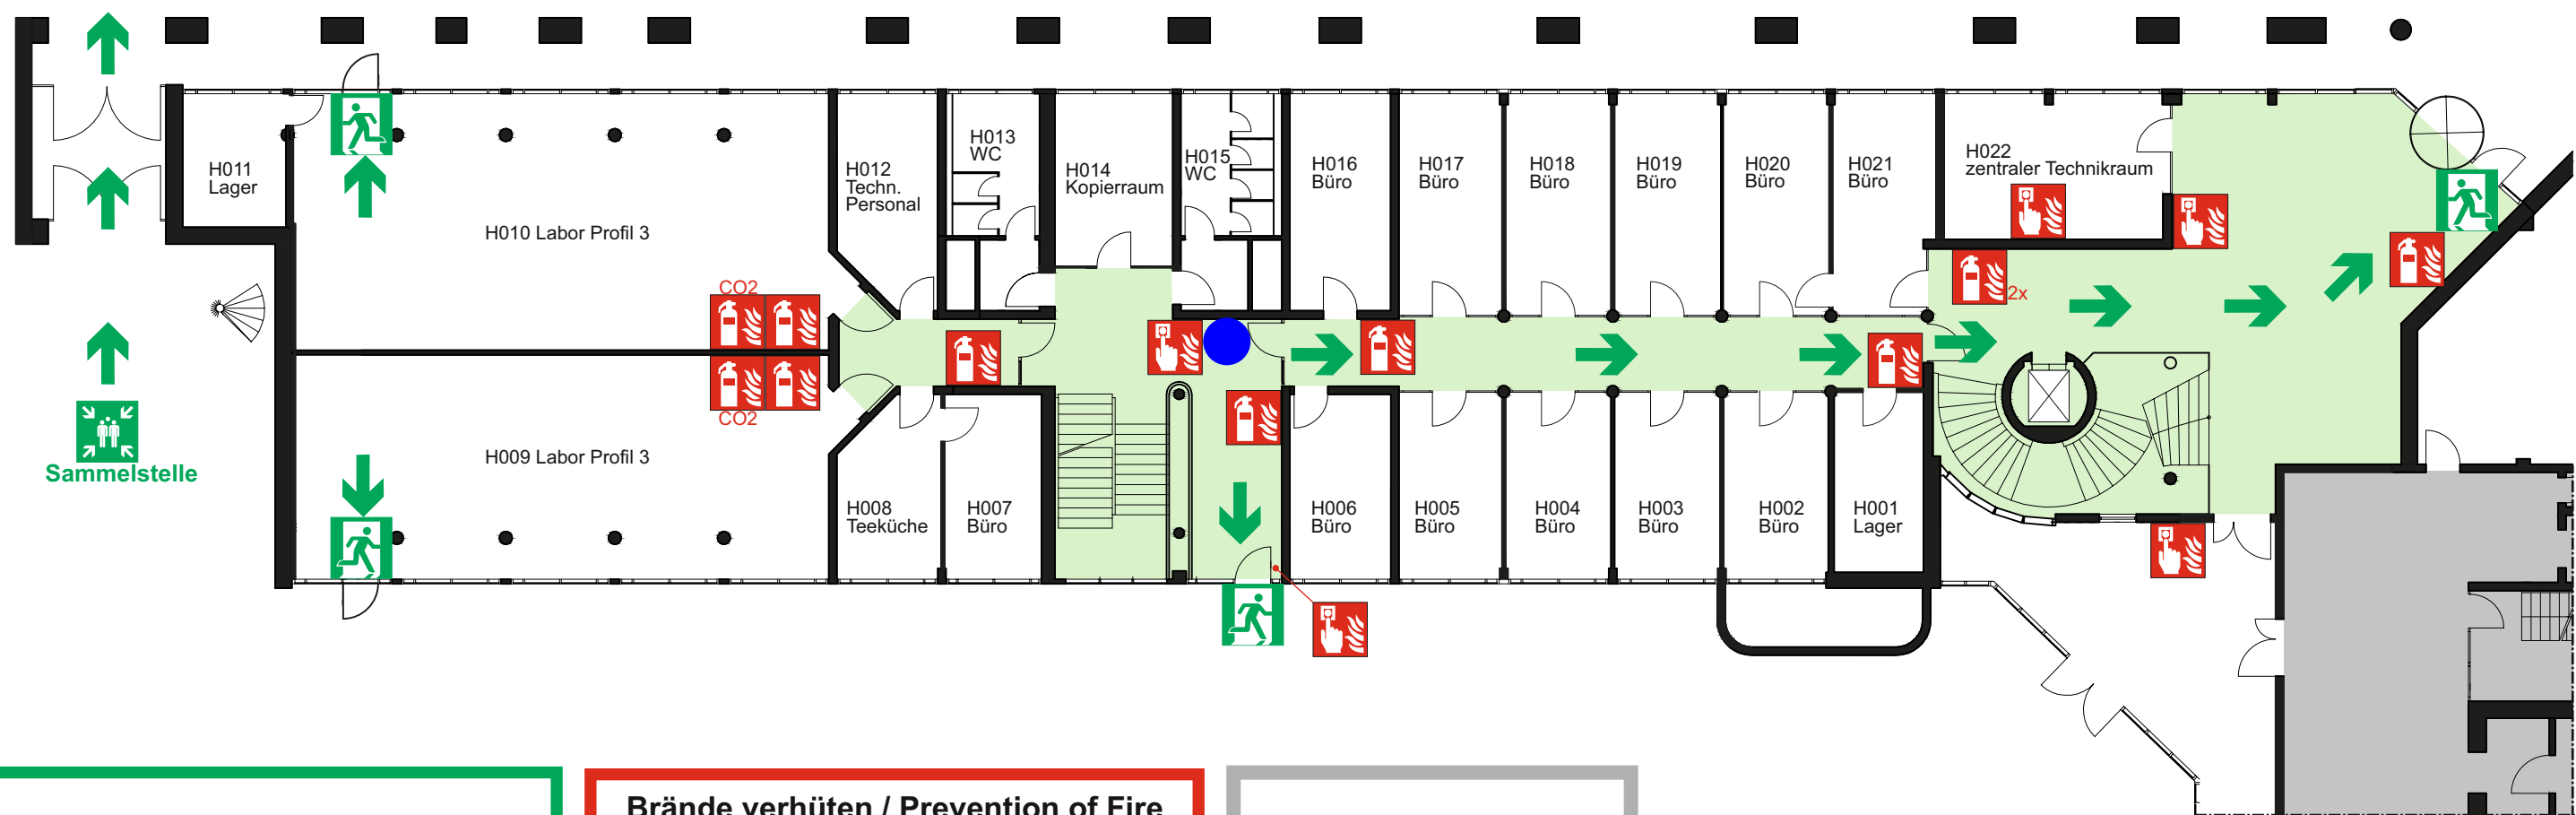 H011
Lager
H010 Labor Profil 3
H012
Techn.
Personal
H013
WC
H014
Kopierraum
H015
WC
H016
Büro
H017
Büro
H018
Büro
H019
Büro
H020
Büro
H021
Büro
H022
zentraler Technikraum
CO2
2x
CO2
Sammelstelle
H009 Labor Profil 3
H008
Teeküche
H007
Büro
H006
Büro
H005
Büro
H004
Büro
H003
Büro
H002
Büro
H001
Lager
Brände verhüten / Prevention of Fire